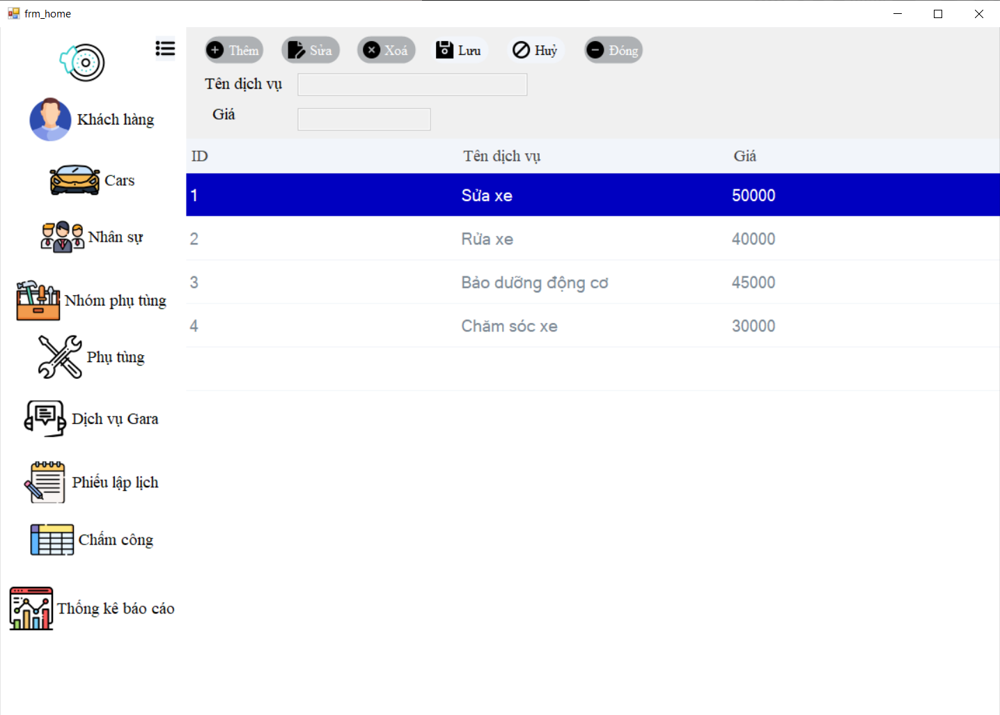 frm_home
Thêm Sửa Xoá Lưu Huỷ Đóng
Tên dịch vụ
Giá
Khách hàng
Cars
Nhân sự
Nhóm phụ tùng
Phụ tùng
Dịch vụ Gara
Phiếu lập lịch
Chấm công
Thống kê báo cáo
ID Tên dịch vụ Giá
1 Sửa xe 50000
2 Rửa xe 40000
3 Bảo dưỡng động cơ 45000
4 Chăm sóc xe 30000